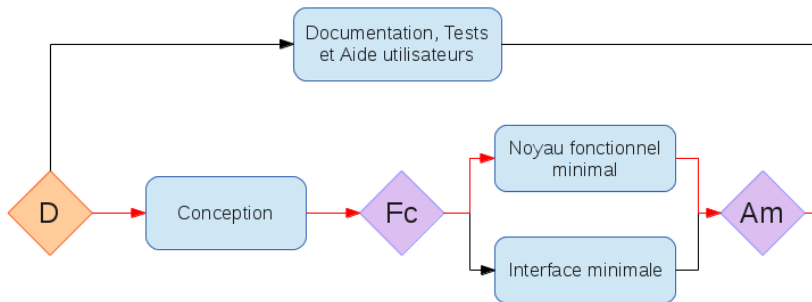 Documentation, Tests
et Aide utilisateurs
D
Conception
Fc
Noyau fonctionnel
minimal
Interface minimale
Am